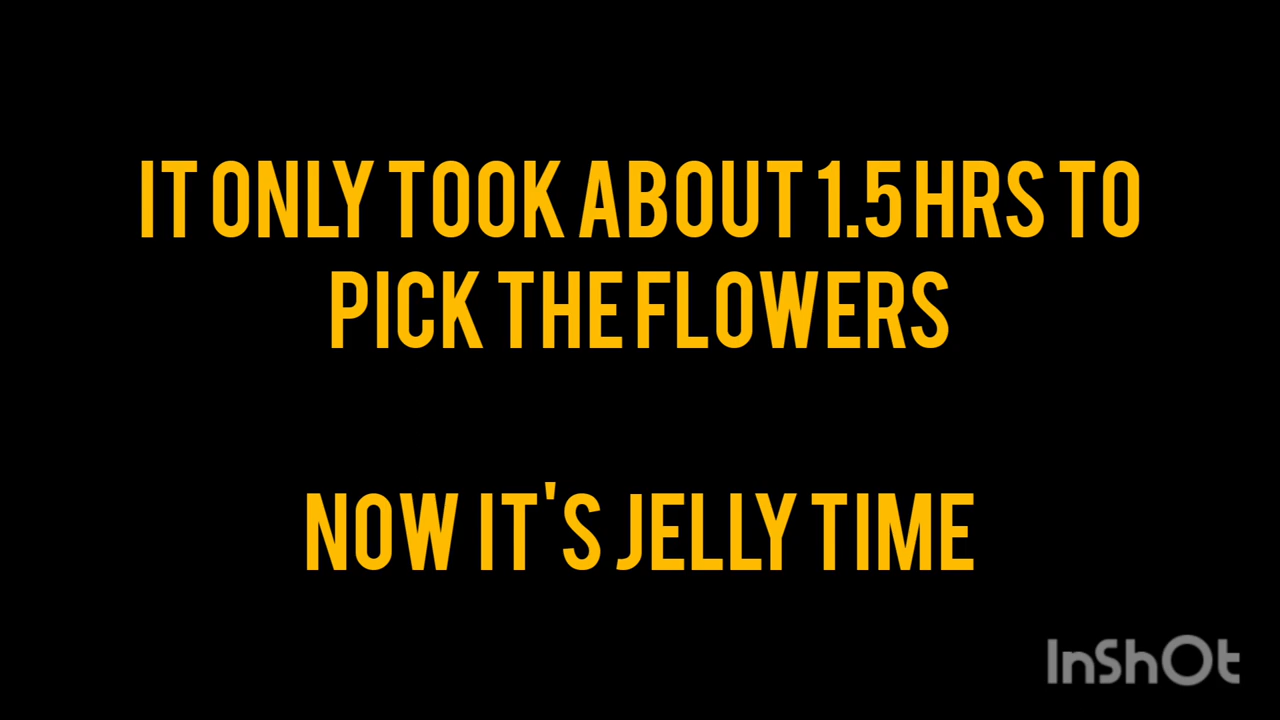 IT ONLY TOOK ABOUT 1.5 HRS TO
PICK THE FLOWERS
NOW IT'S JELLY TIME
InShOt